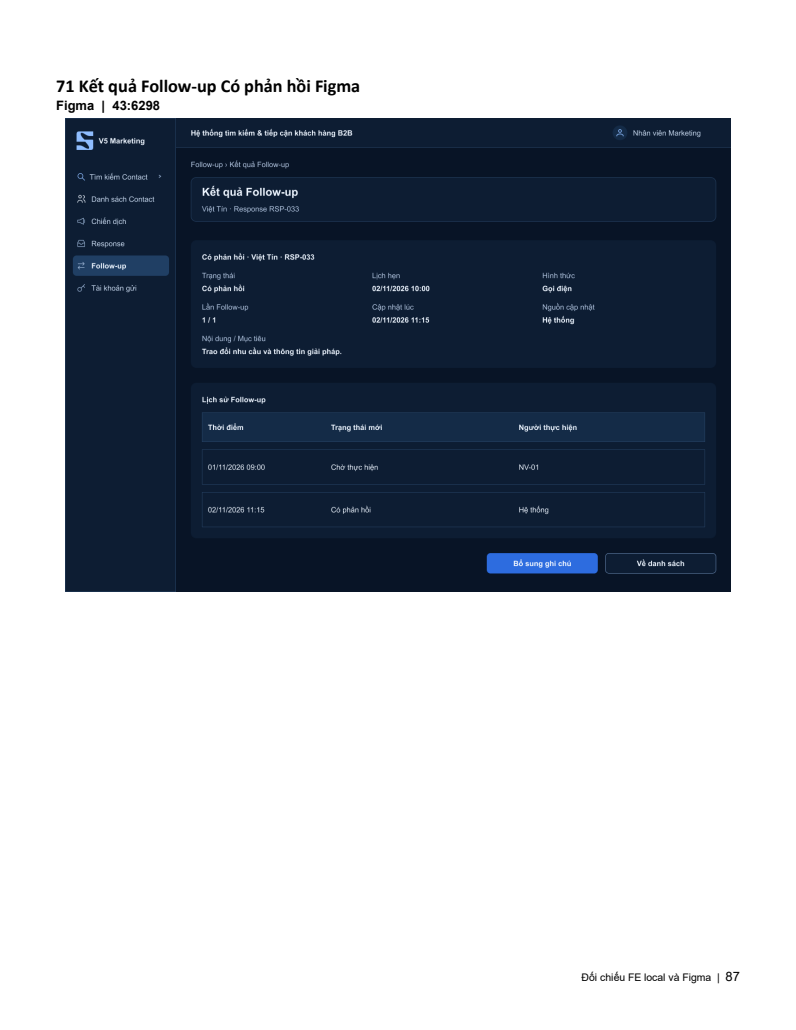 71 Kết quả Follow-up Có phản hồi Figma
Figma | 43:6298
V5 Marketing
Hệ thống tìm kiếm & tiếp cận khách hàng B2B
Nhân viên Marketing
Tìm kiếm Contact >
Danh sách Contact
Chiến dịch
Response
Follow-up
Tài khoản gửi
Follow-up › Kết quả Follow-up
Kết quả Follow-up
Việt Tín · Response RSP-033
Có phản hồi · Việt Tín · RSP-033
Trạng thái Lịch hẹn Hình thức
Có phản hồi 02/11/2026 10:00 Gọi điện
Lần Follow-up Cập nhật lúc Nguồn cập nhật
1 / 1 02/11/2026 11:15 Hệ thống
Nội dung / Mục tiêu
Trao đổi nhu cầu và thông tin giải pháp.
Lịch sử Follow-up
Thời điểm Trạng thái mới Người thực hiện
01/11/2026 09:00 Chờ thực hiện NV-01
02/11/2026 11:15 Có phản hồi Hệ thống
Bổ sung ghi chú Về danh sách
Đối chiếu FE local và Figma | 87